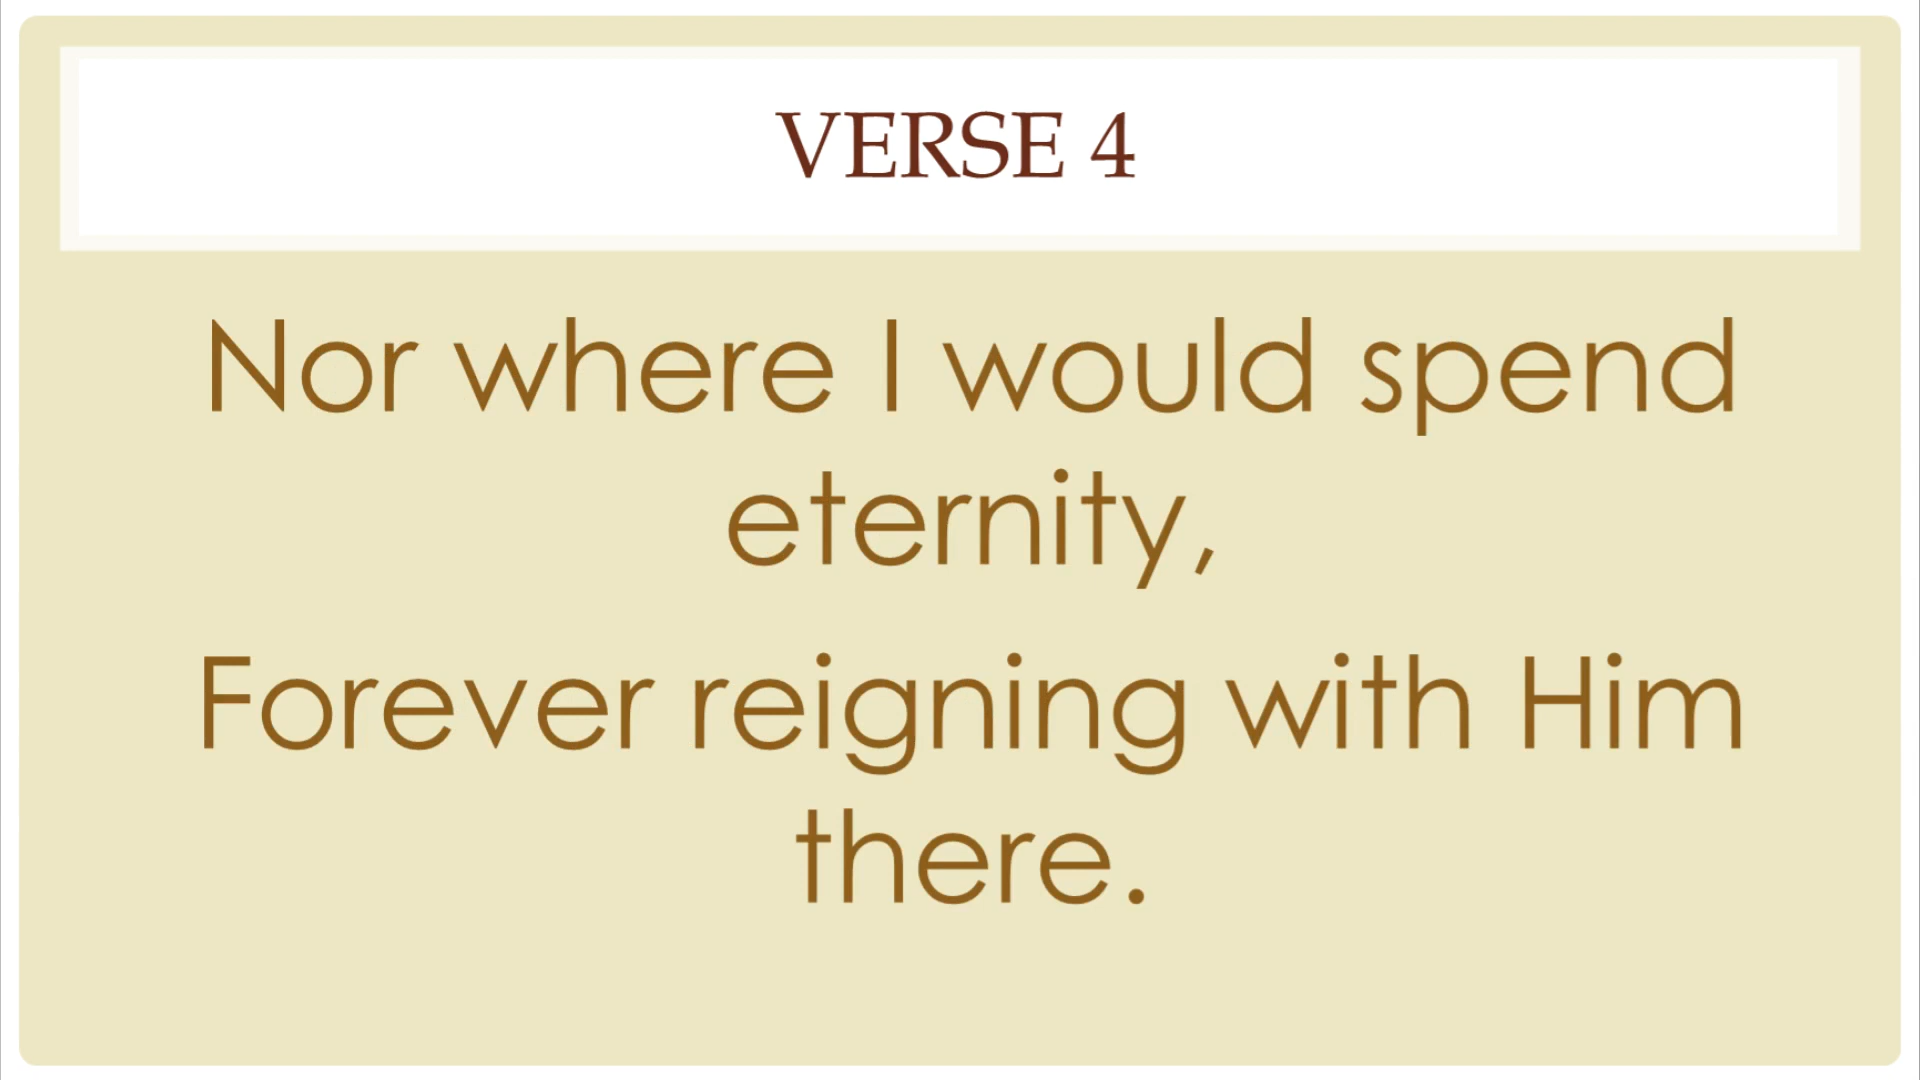 VERSE 4
Nor where I would spend
eternity,
Forever reigning with Him
there.